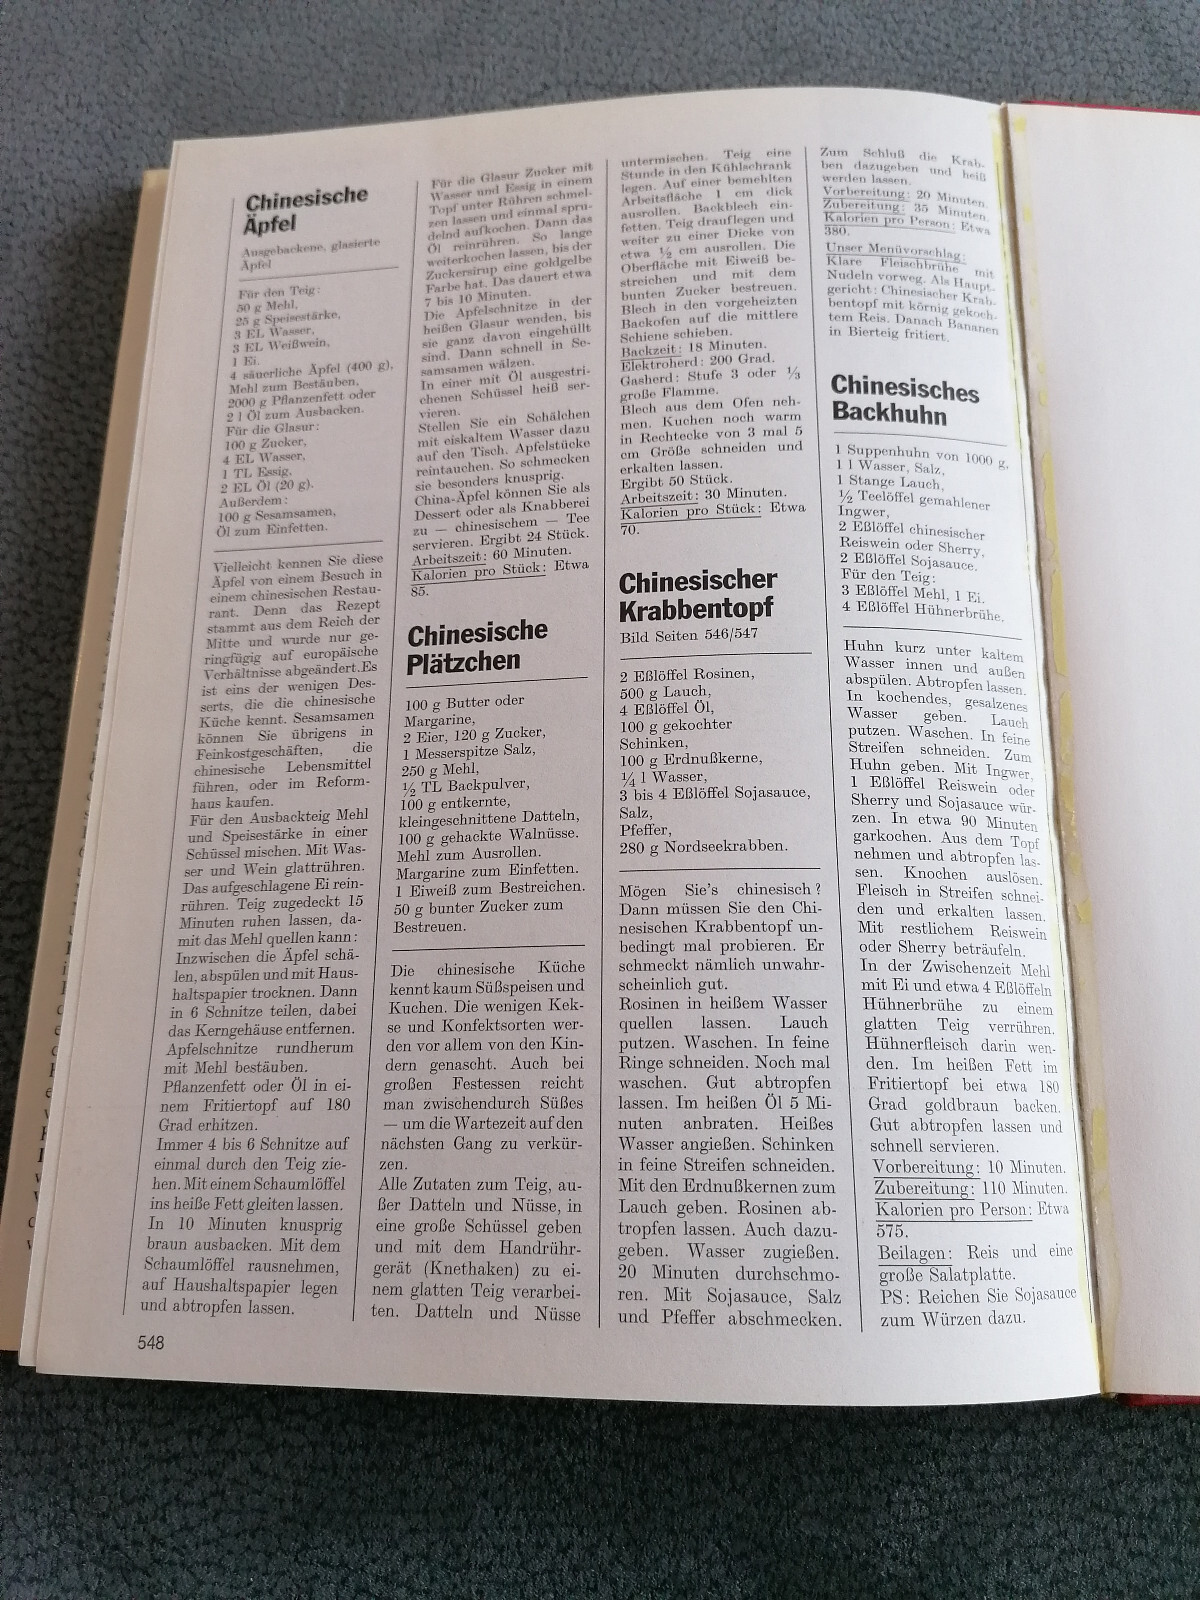 Chinesische
Äpfel
Ausgebackene, glasierte
Äpfel
Für den Teig:
50 g Mehl,
25 g Speisestärke,
3 EL Wasser,
3 EL Weißwein,
1 Ei.
4 säuerliche Äpfel (400 g),
Mehl zum Bestäuben,
2000 g Pflanzenfett oder
2 l Öl zum Ausbacken.
Für die Glasur:
100 g Zucker,
4 EL Wasser,
1 TL Essig,
2 EL Öl (20 g).
Außerdem:
100 g Sesamsamen,
Öl zum Einfetten.
Vielleicht kennen Sie diese
Äpfel von einem Besuch in
einem chinesischen Restau-
rant. Denn das Rezept
stammt aus dem Reich der
Mitte und wurde nur ge-
ringfügig auf europäische
Verhältnisse abgeändert.Es
ist eins der wenigen Des-
serts, die die chinesische
Küche kennt. Sesamsamen
können Sie übrigens in
Feinkostgeschäften, die
chinesische Lebensmittel
führen, oder im Reform-
haus kaufen.
Für den Ausbackteig Mehl
und Speisestärke in einer
Schüssel mischen. Mit Was-
ser und Wein glattrühren.
Das aufgeschlagene Ei rein-
rühren. Teig zugedeckt 15
Minuten ruhen lassen, da-
mit das Mehl quellen kann:
Inzwischen die Äpfel schä-
len, abspülen und mit Haus-
haltspapier trocknen. Dann
in 6 Schnitze teilen, dabei
das Kerngehäuse entfernen.
Apfelschnitze rundherum
mit Mehl bestäuben.
Pflanzenfett oder Öl in ei-
nem Fritiertopf auf 180
Grad erhitzen.
Immer 4 bis 6 Schnitze auf
einmal durch den Teig zie-
hen. Mit einem Schaumlöffel
ins heiße Fett gleiten lassen.
In 10 Minuten knusprig
braun ausbacken. Mit dem
Schaumlöffel rausnehmen,
auf Haushaltspapier legen
und abtropfen lassen.
Für die Glasur Zucker mit
Wasser und Essig in einem
Topf unter Rühren schmel-
zen lassen und einmal spru-
delnd aufkochen. Dann das
Öl reinrühren. So lange
weiterkochen lassen, bis der
Zuckersirup eine goldgelbe
Farbe hat. Das dauert etwa
7 bis 10 Minuten.
Die Apfelschnitze in der
heißen Glasur wenden, bis
sie ganz davon eingehüllt
sind. Dann schnell in Se-
samsamen wälzen.
In einer mit Öl ausgestri-
chenen Schüssel heiß ser-
vieren.
Stellen Sie ein Schälchen
mit eiskaltem Wasser dazu
auf den Tisch. Apfelstücke
reintauchen. So schmecken
sie besonders knusprig.
China-Äpfel können Sie als
Dessert oder als Knabberei
zu — chinesischem — Tee
servieren. Ergibt 24 Stück.
Arbeitszeit: 60 Minuten.
Kalorien pro Stück: Etwa
85.
Chinesische
Plätzchen
100 g Butter oder
Margarine,
2 Eier, 120 g Zucker,
1 Messerspitze Salz,
250 g Mehl,
½ TL Backpulver,
100 g entkernte,
kleingeschnittene Datteln,
100 g gehackte Walnüsse.
Mehl zum Ausrollen.
Margarine zum Einfetten.
1 Eiweiß zum Bestreichen.
50 g bunter Zucker zum
Bestreuen.
Die chinesische Küche
kennt kaum Süßspeisen und
Kuchen. Die wenigen Kek-
se und Konfektsorten wer-
den vor allem von den Kin-
dern genascht. Auch bei
großen Festessen reicht
man zwischendurch Süßes
— um die Wartezeit auf den
nächsten Gang zu verkür-
zen.
Alle Zutaten zum Teig, au-
ßer Datteln und Nüsse, in
eine große Schüssel geben
und mit dem Handrühr-
gerät (Knethaken) zu ei-
nem glatten Teig verarbei-
ten. Datteln und Nüsse
untermischen. Teig eine
Stunde in den Kühlschrank
legen. Auf einer bemehlten
Arbeitsfläche 1 cm dick
ausrollen. Backblech ein-
fetten. Teig drauflegen und
weiter zu einer Dicke von
etwa ½ cm ausrollen. Die
Oberfläche mit Eiweiß be-
streichen und mit dem
bunten Zucker bestreuen.
Blech in den vorgeheizten
Backofen auf die mittlere
Schiene schieben.
Backzeit: 18 Minuten.
Elektroherd: 200 Grad.
Gasherd: Stufe 3 oder ⅓
große Flamme.
Blech aus dem Ofen neh-
men. Kuchen noch warm
in Rechtecke von 3 mal 5
cm Größe schneiden und
erkalten lassen.
Ergibt 50 Stück.
Arbeitszeit: 30 Minuten.
Kalorien pro Stück: Etwa
70.
Chinesischer
Krabbentopf
Bild Seiten 546/547
2 Eßlöffel Rosinen,
500 g Lauch,
4 Eßlöffel Öl,
100 g gekochter
Schinken,
100 g Erdnußkerne,
¼ l Wasser,
3 bis 4 Eßlöffel Sojasauce,
Salz,
Pfeffer,
280 g Nordseekrabben.
Mögen Sie's chinesisch?
Dann müssen Sie den Chi-
nesischen Krabbentopf un-
bedingt mal probieren. Er
schmeckt nämlich unwahr-
scheinlich gut.
Rosinen in heißem Wasser
quellen lassen. Lauch
putzen. Waschen. In feine
Ringe schneiden. Noch mal
waschen. Gut abtropfen
lassen. Im heißen Öl 5 Mi-
nuten anbraten. Heißes
Wasser angießen. Schinken
in feine Streifen schneiden.
Mit den Erdnußkernen zum
Lauch geben. Rosinen ab-
tropfen lassen. Auch dazu-
geben. Wasser zugießen.
20 Minuten durchschmo-
ren. Mit Sojasauce, Salz
und Pfeffer abschmecken.
Zum Schluß die Krab-
ben dazugeben und heiß
werden lassen.
Vorbereitung: 20 Minuten.
Zubereitung: 35 Minuten.
Kalorien pro Person: Etwa
380.
Unser Menüvorschlag:
Klare Fleischbrühe mit
Nudeln vorweg. Als Haupt-
gericht: Chinesischer Krab-
bentopf mit körnig gekoch-
tem Reis. Danach Bananen
in Bierteig fritiert.
Chinesisches
Backhuhn
1 Suppenhuhn von 1000 g,
1 l Wasser, Salz,
1 Stange Lauch,
½ Teelöffel gemahlener
Ingwer,
2 Eßlöffel chinesischer
Reiswein oder Sherry,
2 Eßlöffel Sojasauce.
Für den Teig:
3 Eßlöffel Mehl, 1 Ei.
4 Eßlöffel Hühnerbrühe.
Huhn kurz unter kaltem
Wasser innen und außen
abspülen. Abtropfen lassen.
In kochendes, gesalzenes
Wasser geben. Lauch
putzen. Waschen. In feine
Streifen schneiden. Zum
Huhn geben. Mit Ingwer,
1 Eßlöffel Reiswein oder
Sherry und Sojasauce wür-
zen. In etwa 90 Minuten
garkochen. Aus dem Topf
nehmen und abtropfen las-
sen. Knochen auslösen.
Fleisch in Streifen schnei-
den und erkalten lassen.
Mit restlichem Reiswein
oder Sherry beträufeln.
In der Zwischenzeit Mehl
mit Ei und etwa 4 Eßlöffeln
Hühnerbrühe zu einem
glatten Teig verrühren.
Hühnerfleisch darin wen-
den. Im heißen Fett im
Fritiertopf bei etwa 180
Grad goldbraun backen.
Gut abtropfen lassen und
schnell servieren.
Vorbereitung: 10 Minuten.
Zubereitung: 110 Minuten.
Kalorien pro Person: Etwa
575.
Beilagen: Reis und eine
große Salatplatte.
PS: Reichen Sie Sojasauce
zum Würzen dazu.
548